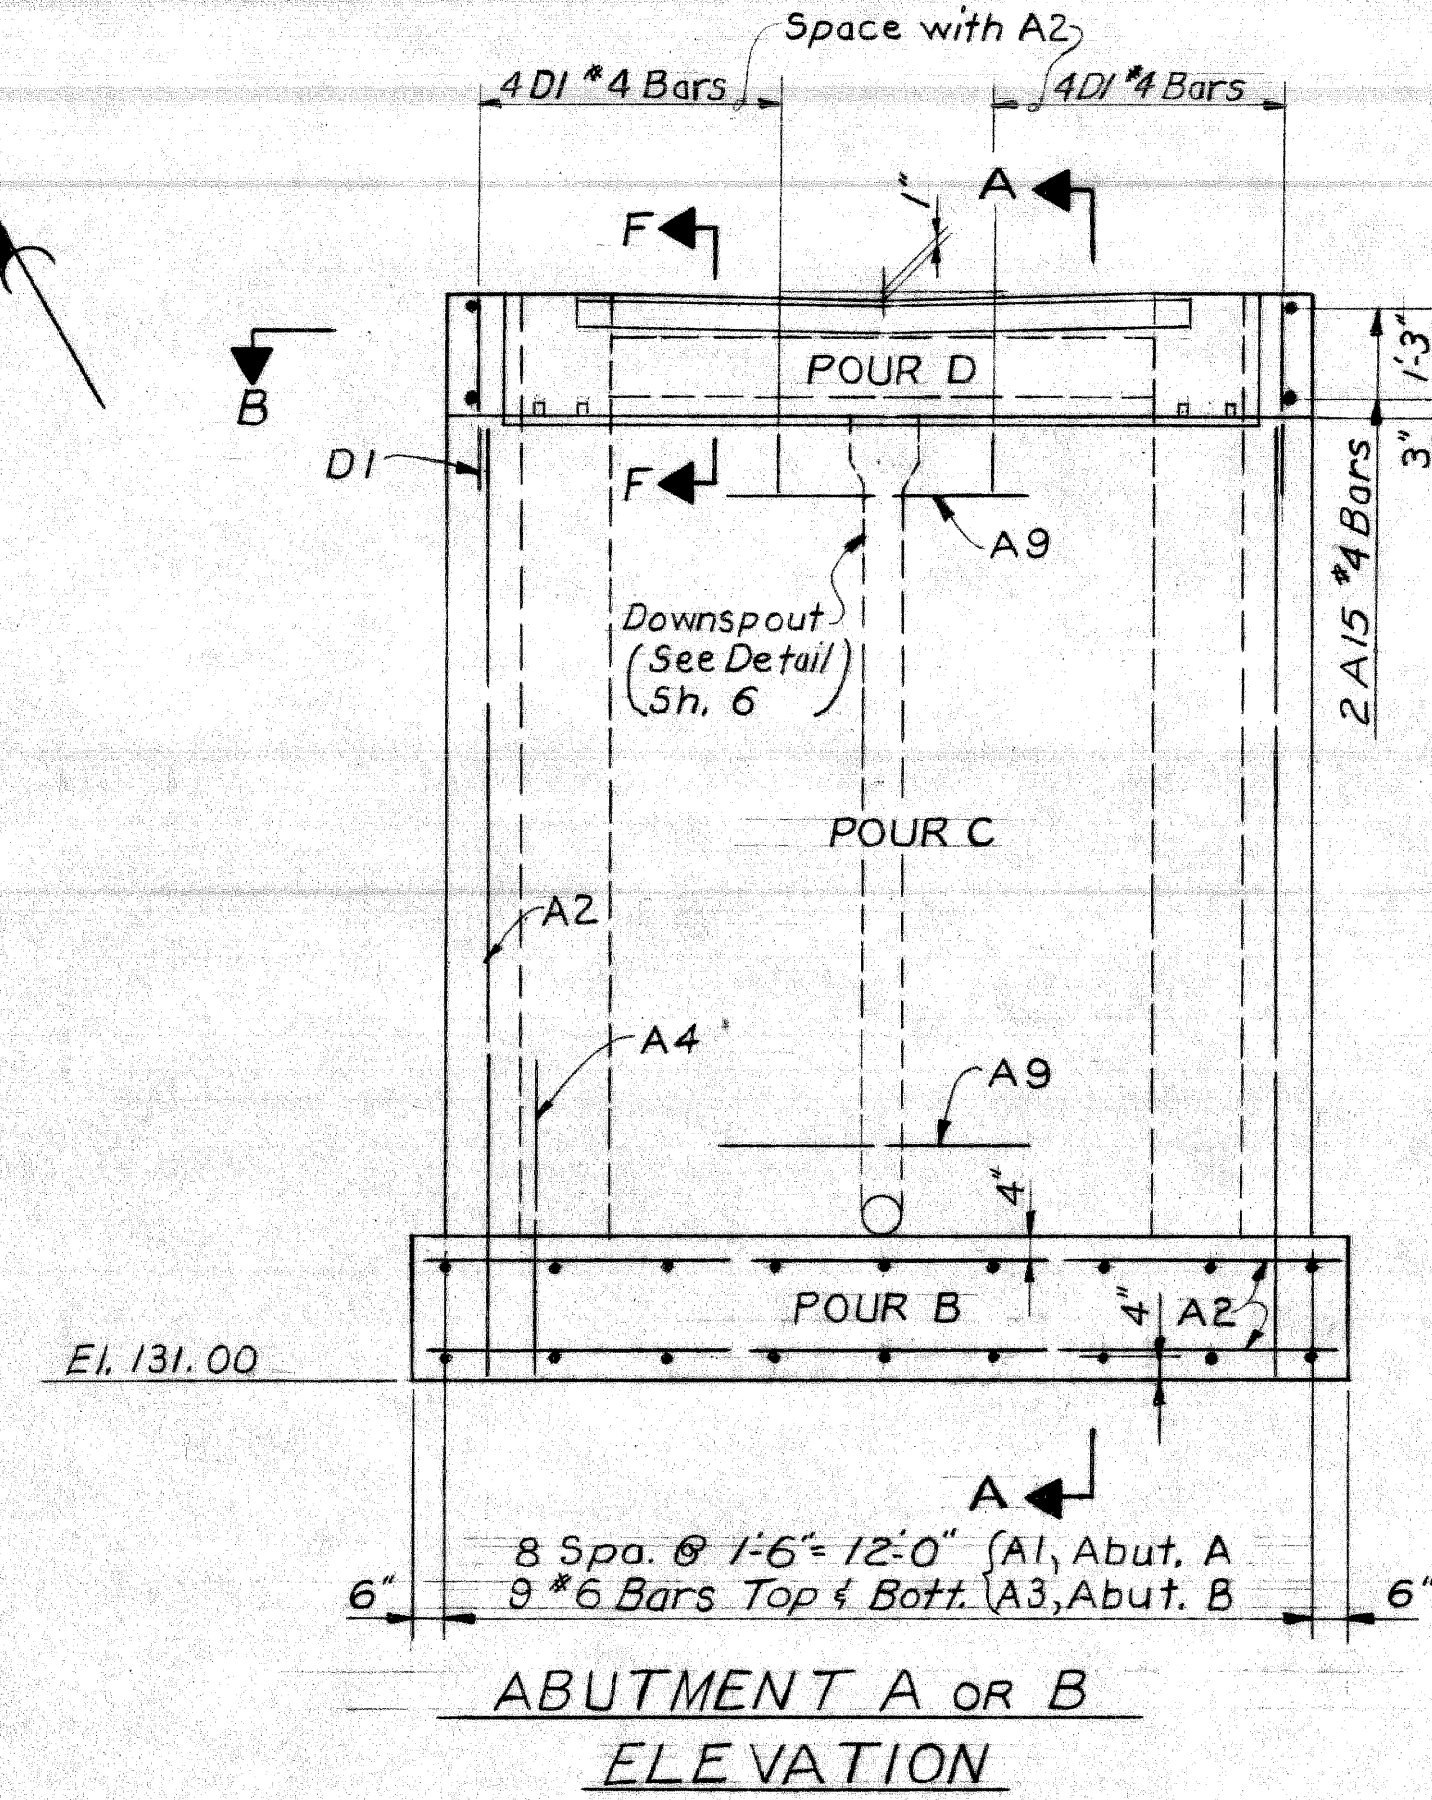 Space with A2
4 D1 #4 Bars
4 D1 #4 Bars
1"
A
F
POUR D
B
1'-3"
3"
D1
F
A9
2 A15 #4 Bars
Downspout
(See Detail)
Sh. 6
POUR C
A2
A4
A9
4"
POUR B
4"
A2
El. 131.00
A
8 Spa. @ 1'-6" = 12'-0" {A1, Abut. A
9 #6 Bars Top & Bott. {A3, Abut. B
6"
6"
ABUTMENT A OR B
ELEVATION